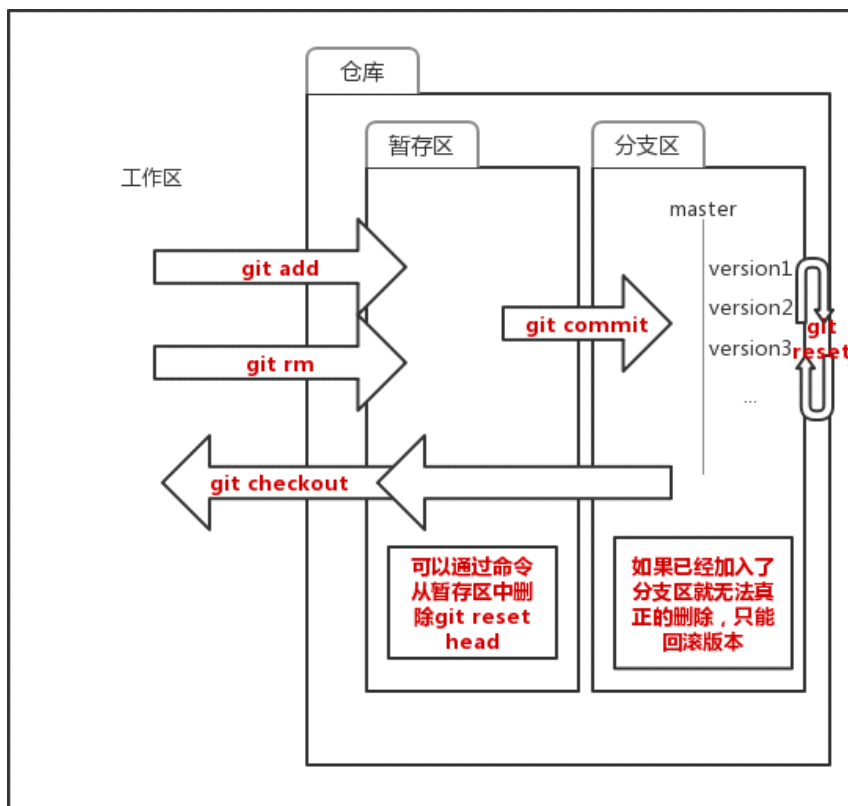 仓库
暂存区
分支区
工作区
master
git add
version1
version2
git commit
git
version3
reset
git rm
...
git checkout
可以通过命令
从暂存区中删
除git reset
head
如果已经加入了
分支区就无法真
正的删除，只能
回滚版本